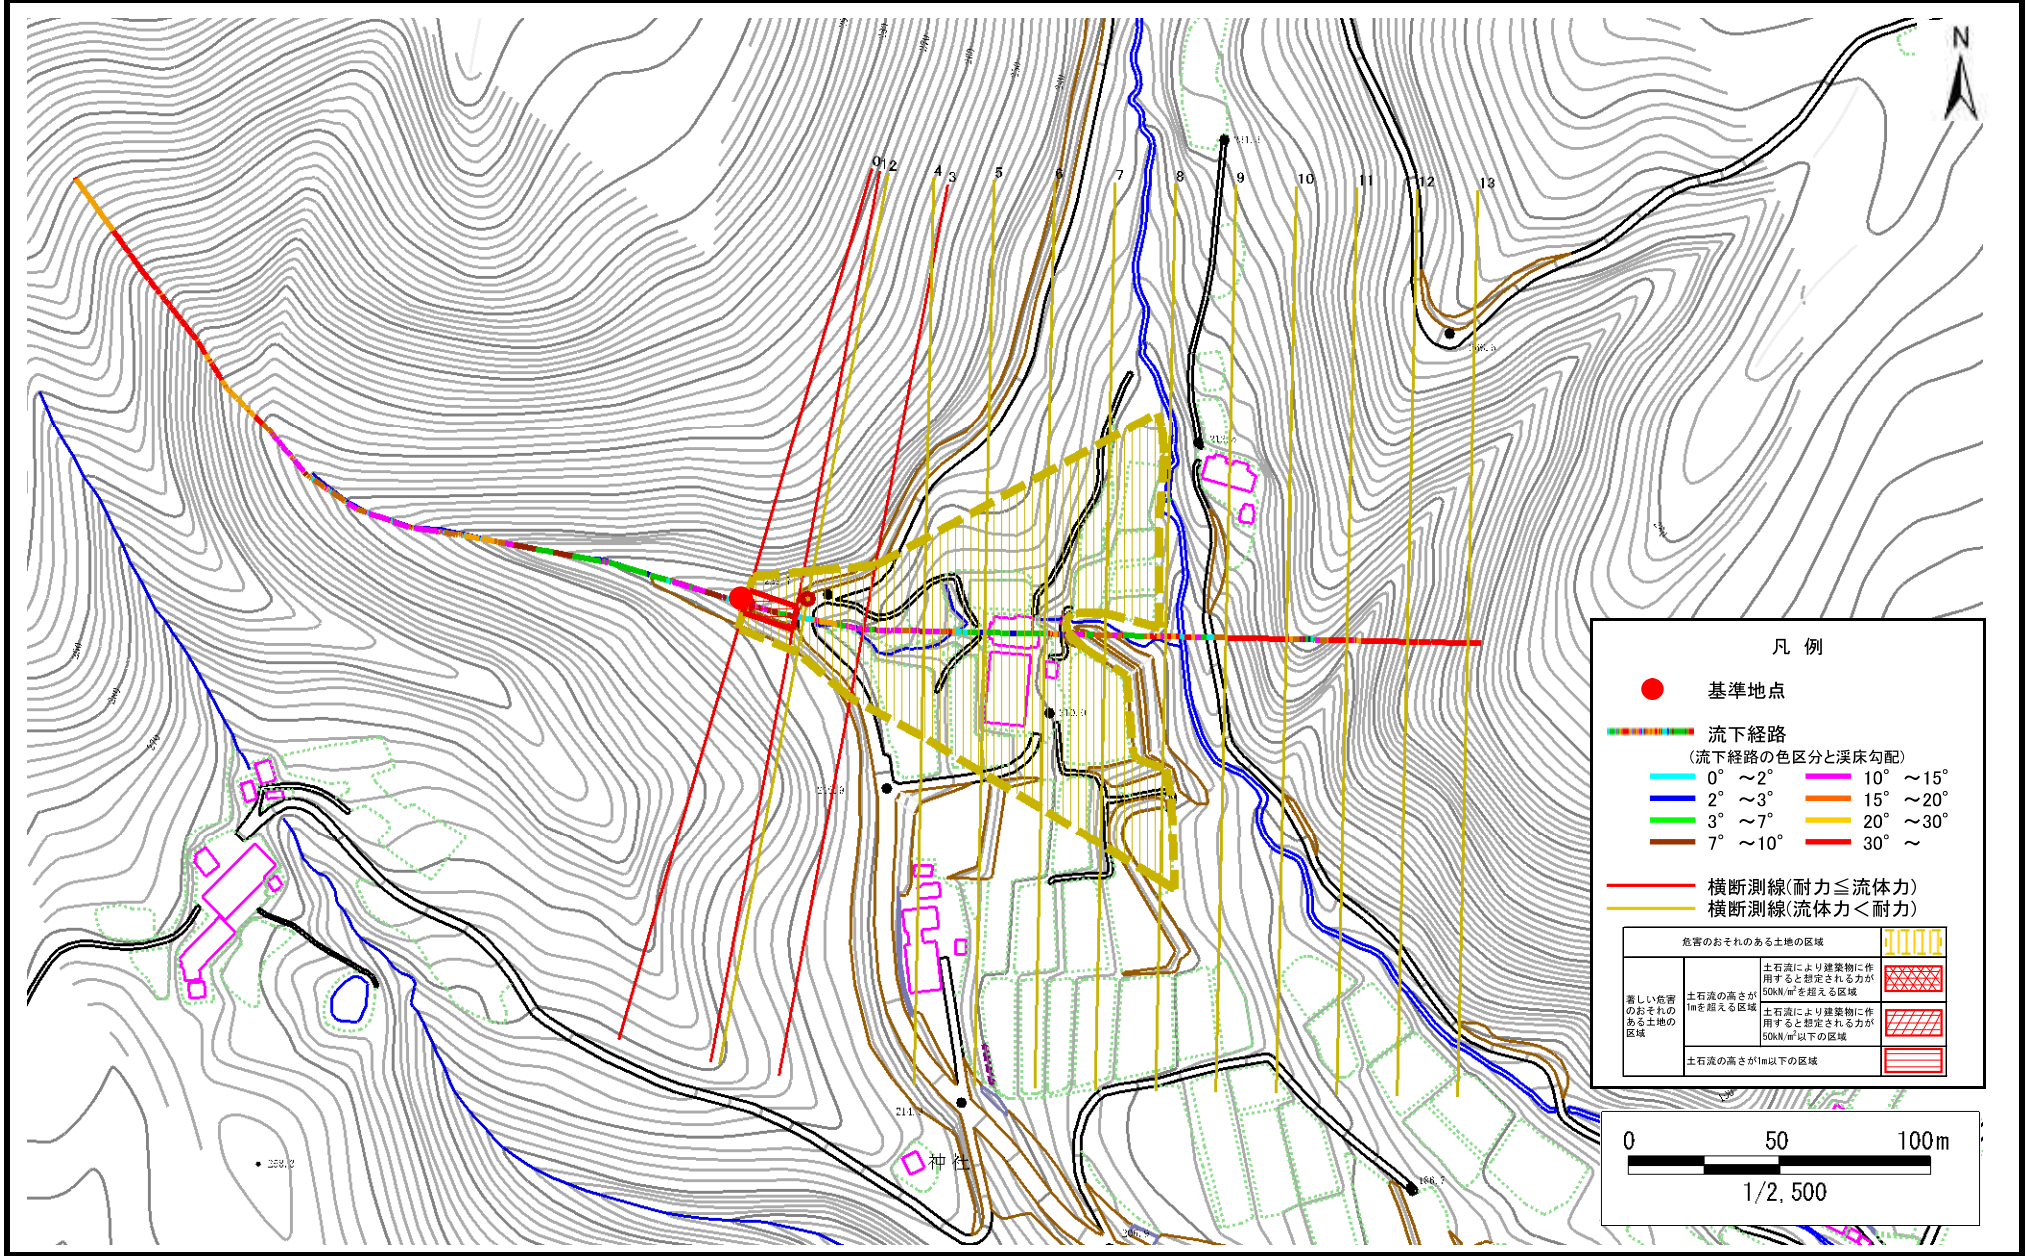 N
0 1 2 4 3 5 6 7 8 9 10 11 12 13
神社
凡 例
基準地点
流下経路
(流下経路の色区分と渓床勾配)
0° ～2° 10° ～15°
2° ～3° 15° ～20°
3° ～7° 20° ～30°
7° ～10° 30° ～
横断測線(耐力≦流体力)
横断測線(流体力＜耐力)
危害のおそれのある土地の区域
著しい危害
のおそれの
ある土地の
区域
土石流の高さが
1mを超える区域
土石流により建築物に作
用すると想定される力が
50kN/m²を超える区域
土石流により建築物に作
用すると想定される力が
50kN/m²以下の区域
土石流の高さが1m以下の区域
0 50 100m
1/2,500